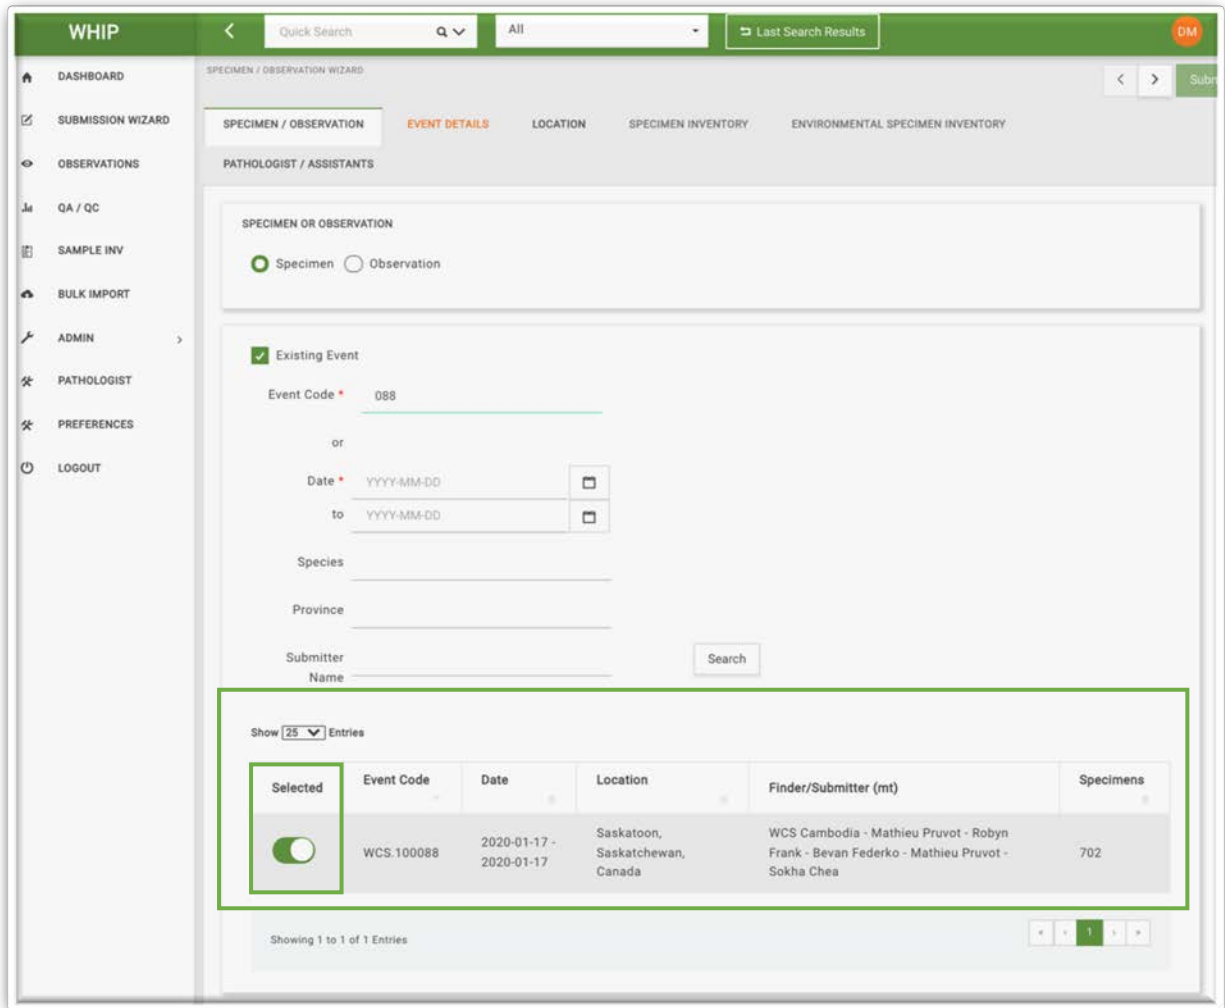 WHIP
Quick Search
All
Last Search Results
DM
DASHBOARD
SUBMISSION WIZARD
OBSERVATIONS
QA / QC
SAMPLE INV
BULK IMPORT
ADMIN
PATHOLOGIST
PREFERENCES
LOGOUT
SPECIMEN / OBSERVATION WIZARD
< >
Subm
SPECIMEN / OBSERVATION EVENT DETAILS LOCATION SPECIMEN INVENTORY ENVIRONMENTAL SPECIMEN INVENTORY
PATHOLOGIST / ASSISTANTS
SPECIMEN OR OBSERVATION
Specimen Observation
Existing Event
Event Code * 088
or
Date * YYYY-MM-DD
to YYYY-MM-DD
Species
Province
Submitter
Name
Search
Show 25 Entries
Selected Event Code Date Location Finder/Submitter (mt) Specimens
WCS.100088
2020-01-17 -
2020-01-17
Saskatoon,
Saskatchewan,
Canada
WCS Cambodia - Mathieu Pruvot - Robyn
Frank - Bevan Federko - Mathieu Pruvot -
Sokha Chea
702
Showing 1 to 1 of 1 Entries
« ‹ 1 › »